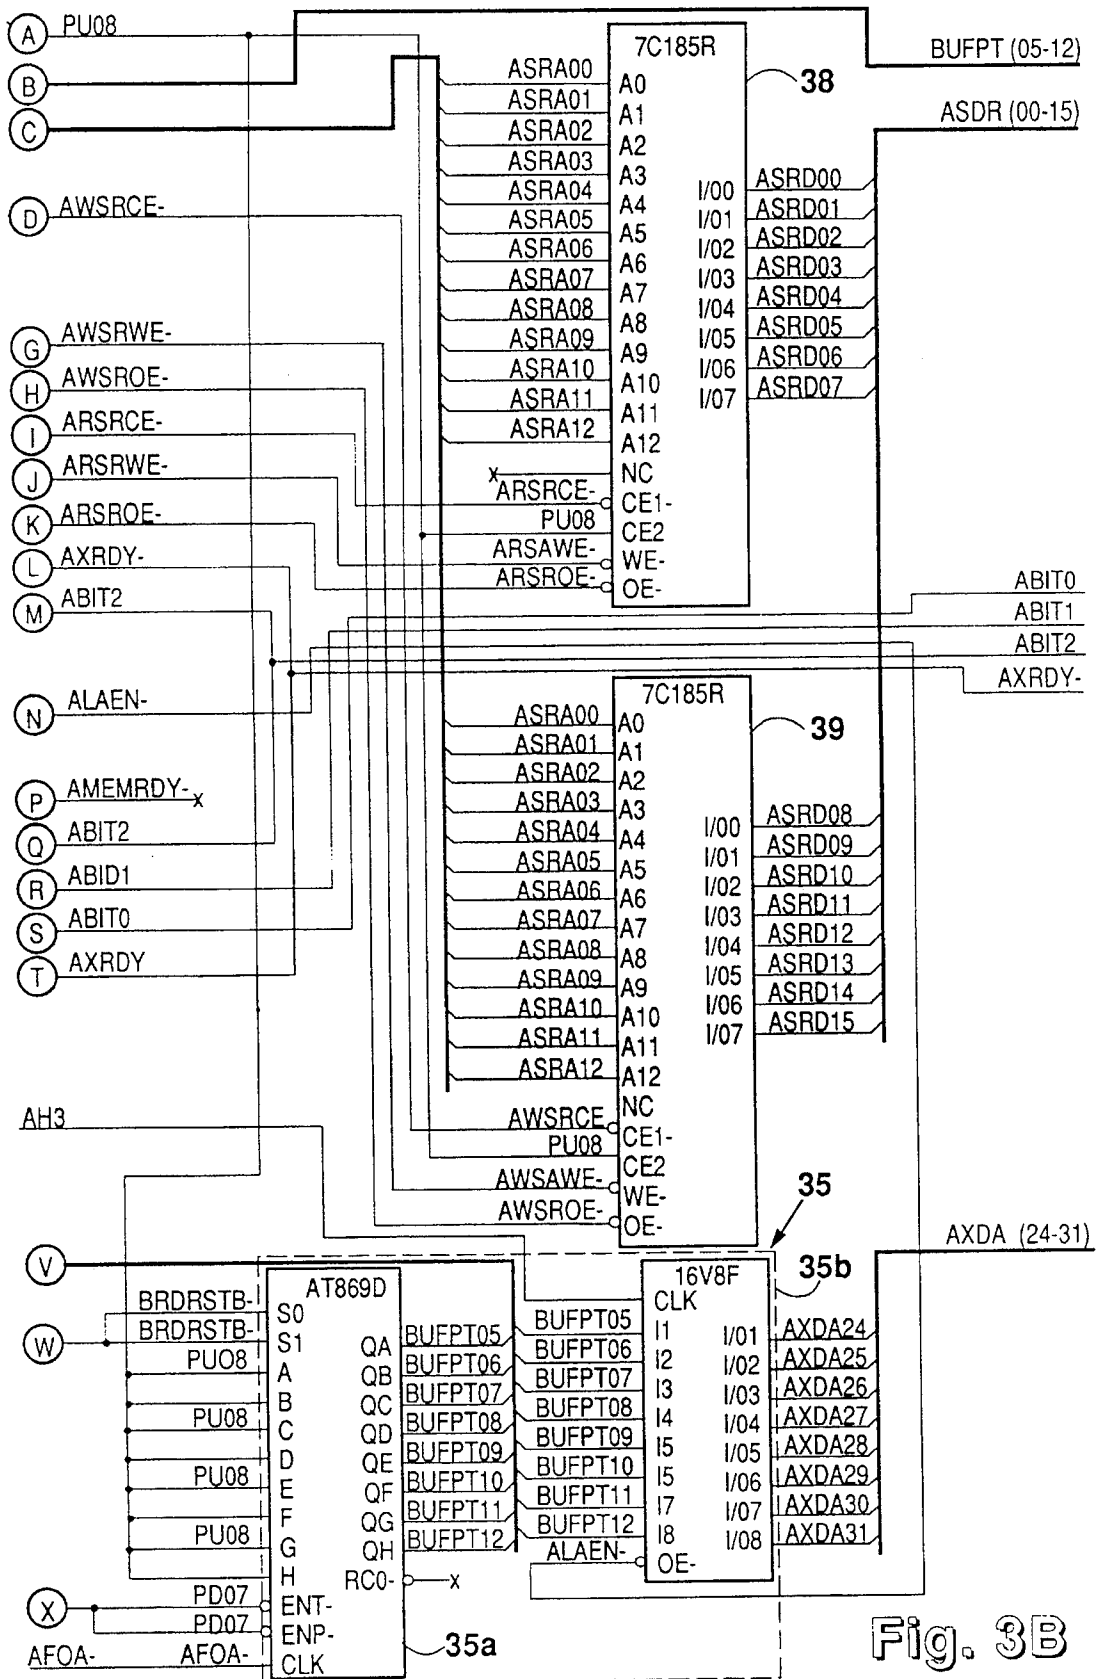 A PU08
B
C
D AWSRCE-
G AWSRWE-
H AWSROE-
I ARSRCE-
J ARSRWE-
K ARSROE-
L AXRDY-
M ABIT2
N ALAEN-
P AMEMRDY- x
Q ABIT2
R ABID1
S ABIT0
T AXRDY
AH3
BUFPT (05-12)
ASDR (00-15)
7C185R
38
ASRA00 A0
ASRA01 A1
ASRA02 A2
ASRA03 A3
ASRA04 A4
ASRA05 A5
ASRA06 A6
ASRA07 A7
ASRA08 A8
ASRA09 A9
ASRA10 A10
ASRA11 A11
ASRA12 A12
x NC
ARSRCE- CE1-
PU08 CE2
ARSAWE- WE-
ARSROE- OE-
I/00 ASRD00
I/01 ASRD01
I/02 ASRD02
I/03 ASRD03
I/04 ASRD04
I/05 ASRD05
I/06 ASRD06
I/07 ASRD07
ABIT0
ABIT1
ABIT2
AXRDY-
7C185R
39
ASRA00 A0
ASRA01 A1
ASRA02 A2
ASRA03 A3
ASRA04 A4
ASRA05 A5
ASRA06 A6
ASRA07 A7
ASRA08 A8
ASRA09 A9
ASRA10 A10
ASRA11 A11
ASRA12 A12
NC
AWSRCE CE1-
PU08 CE2
AWSAWE- WE-
AWSROE- OE-
I/00 ASRD08
I/01 ASRD09
I/02 ASRD10
I/03 ASRD11
I/04 ASRD12
I/05 ASRD13
I/06 ASRD14
I/07 ASRD15
35
AXDA (24-31)
V
W
X
AT869D
BRDRSTB- S0
BRDRSTB- S1
PUO8 A
B
PU08 C
D
PU08 E
F
PU08 G
H
PD07 ENT-
PD07 ENP-
AFOA- AFOA- CLK
QA BUFPT05
QB BUFPT06
QC BUFPT07
QD BUFPT08
QE BUFPT09
QF BUFPT10
QG BUFPT11
QH BUFPT12
RC0- x
35a
16V8F
35b
CLK
BUFPT05 I1
BUFPT06 I2
BUFPT07 I3
BUFPT08 I4
BUFPT09 I5
BUFPT10 I5
BUFPT11 I7
BUFPT12 I8
ALAEN- OE-
I/01 AXDA24
I/02 AXDA25
I/03 AXDA26
I/04 AXDA27
I/05 AXDA28
I/06 AXDA29
I/07 AXDA30
I/08 AXDA31
Fig. 3B